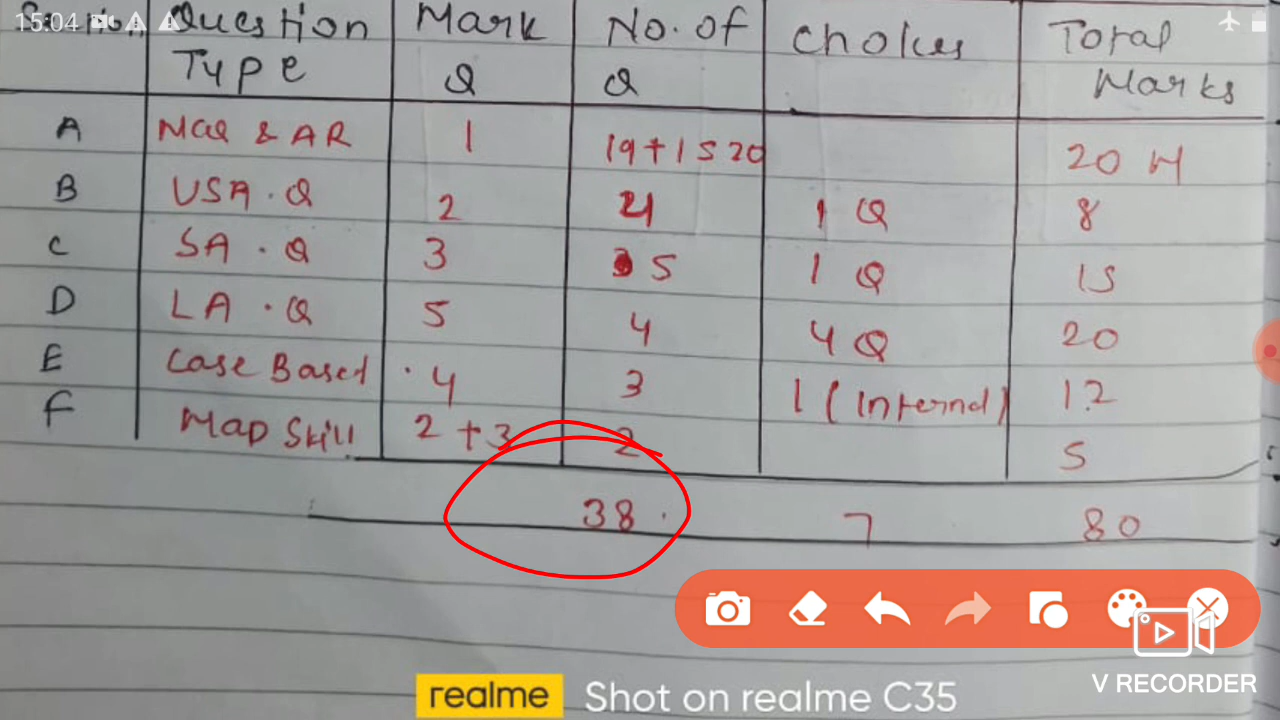 15:04
Question Mark No. of Choices Total
Type Q Q Marks
A MCQ & AR 1 19+1 = 20 20 M
B VSA . Q 2 4 1 Q 8
C SA . Q 3 5 1 Q 15
D LA . Q 5 4 4 Q 20
E Case Based . 4 3 1 (Internal) 12
F Map Skill 2 + 3 2 5
38 . 7 80
V RECORDER
realme Shot on realme C35